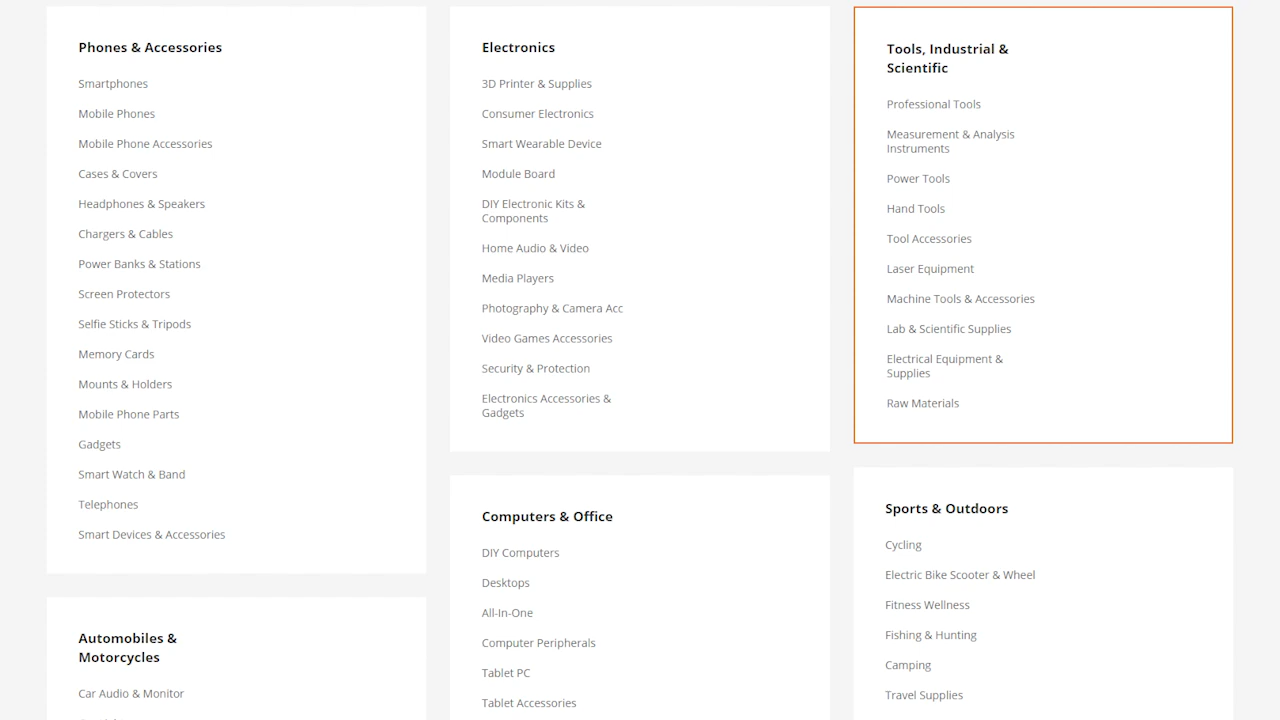 Phones & Accessories
Smartphones
Mobile Phones
Mobile Phone Accessories
Cases & Covers
Headphones & Speakers
Chargers & Cables
Power Banks & Stations
Screen Protectors
Selfie Sticks & Tripods
Memory Cards
Mounts & Holders
Mobile Phone Parts
Gadgets
Smart Watch & Band
Telephones
Smart Devices & Accessories
Automobiles &
Motorcycles
Car Audio & Monitor
Electronics
3D Printer & Supplies
Consumer Electronics
Smart Wearable Device
Module Board
DIY Electronic Kits &
Components
Home Audio & Video
Media Players
Photography & Camera Acc
Video Games Accessories
Security & Protection
Electronics Accessories &
Gadgets
Computers & Office
DIY Computers
Desktops
All-In-One
Computer Peripherals
Tablet PC
Tablet Accessories
Tools, Industrial &
Scientific
Professional Tools
Measurement & Analysis
Instruments
Power Tools
Hand Tools
Tool Accessories
Laser Equipment
Machine Tools & Accessories
Lab & Scientific Supplies
Electrical Equipment &
Supplies
Raw Materials
Sports & Outdoors
Cycling
Electric Bike Scooter & Wheel
Fitness Wellness
Fishing & Hunting
Camping
Travel Supplies